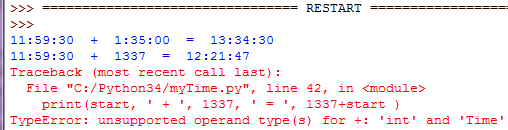 >>> ================================ RESTART ================================
>>>
11:59:30  +  1:35:00  =  13:34:30
11:59:30  +  1337  =  12:21:47
Traceback (most recent call last):
  File "C:/Python34/myTime.py", line 42, in <module>
    print(start, ' + ', 1337, ' = ', 1337+start )
TypeError: unsupported operand type(s) for +: 'int' and 'Time'